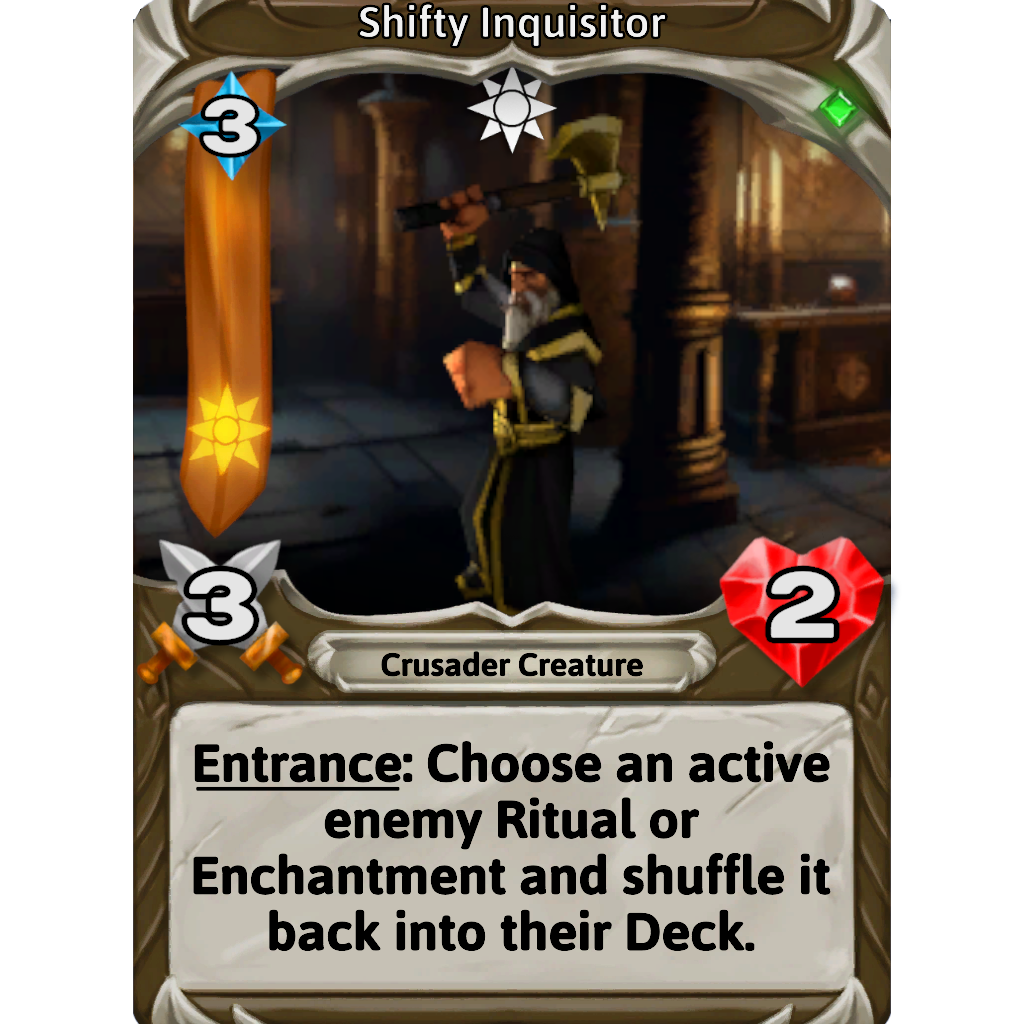 Shifty Inquisitor
3
3
2
Crusader Creature
Entrance: Choose an active
enemy Ritual or
Enchantment and shuffle it
back into their Deck.